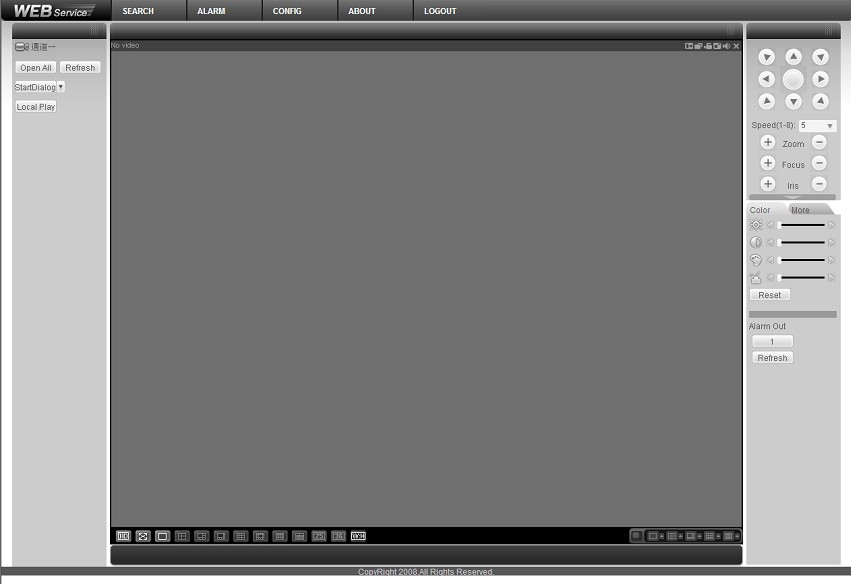 WEB Service
SEARCH
ALARM
CONFIG
ABOUT
LOGOUT
通道一
Open All
Refresh
StartDialog
Local Play
No video
Speed(1-8): 5
Zoom
Focus
Iris
Color
More
Reset
Alarm Out
1
Refresh
CopyRight 2008,All Rights Reserved.